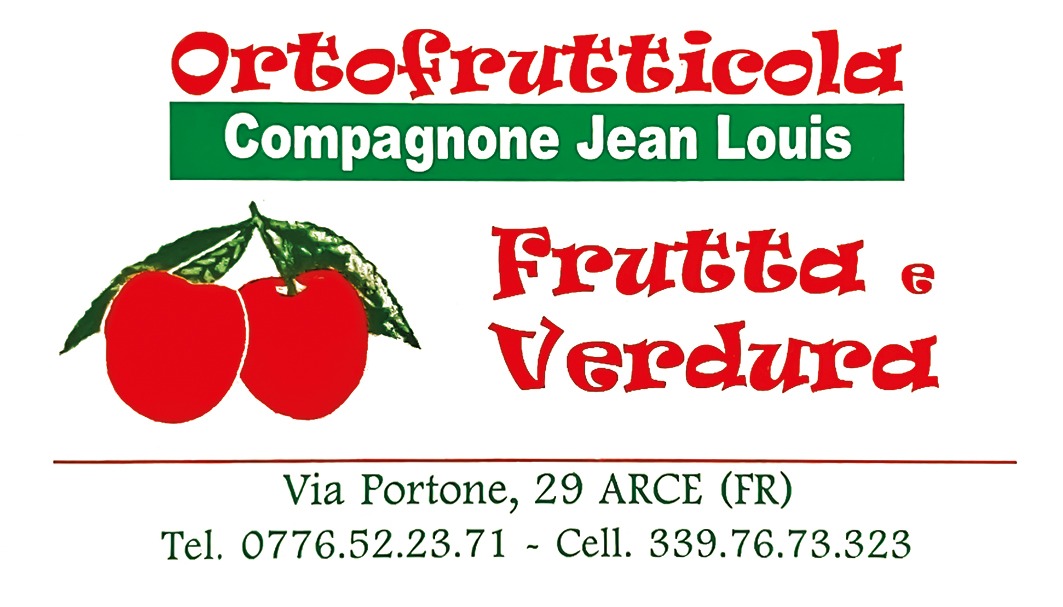 Ortofrutticola
Compagnone Jean Louis
Frutta e
Verdura
Via Portone, 29 ARCE (FR)
Tel. 0776.52.23.71 - Cell. 339.76.73.323